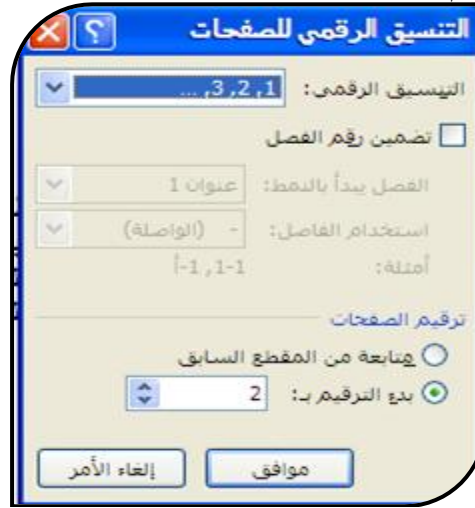 التنسيق الرقمي للصفحات
التنسيق الرقمي: 1, 2, 3, ...
تضمين رقم الفصل
الفصل يبدأ بالنمط: عنوان 1
استخدام الفاصل: - (الواصلة)
أمثلة: 1-1, 1-أ
ترقيم الصفحات
متابعة من المقطع السابق
بدء الترقيم بـ: 2
موافق إلغاء الأمر